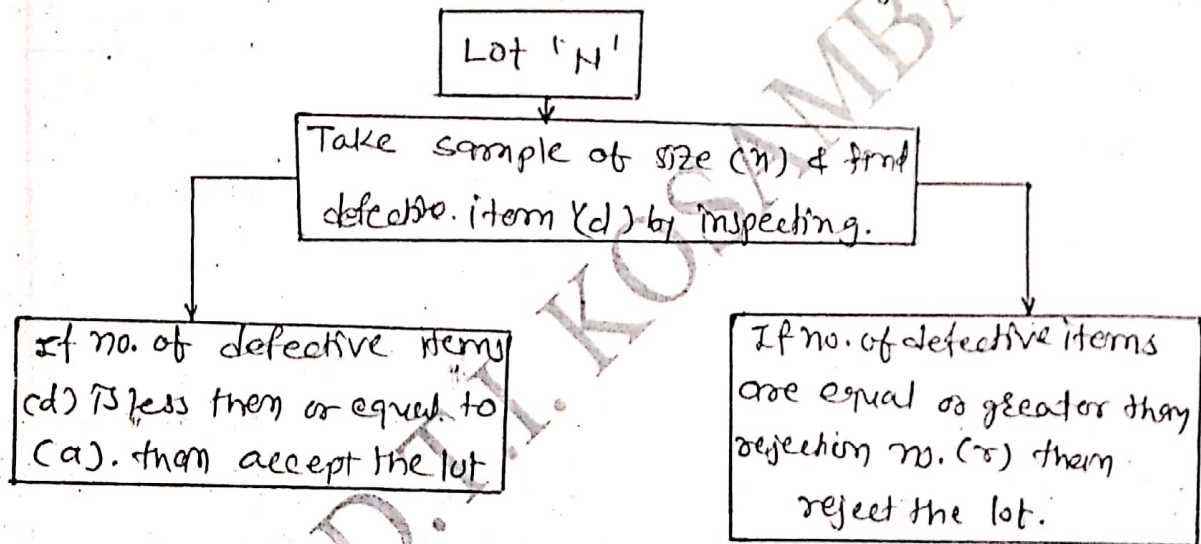 Lot "N'
Take sample of size (n) & find
defective. item (d) by inspecting.
If no. of defective items
(d) is less then or equal to
(a). then accept the lot
If no. of defective items
are equal or greater then
rejection no. (r) then
reject the lot.
D.T.I KOSAMBA